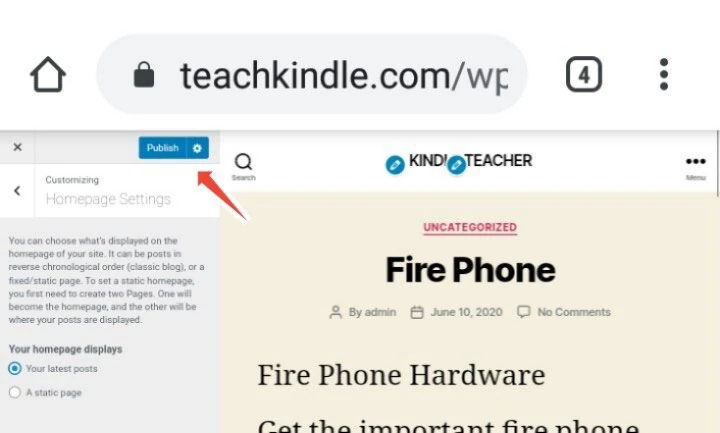 teachkindle.com/wp
4
Publish
Customizing
Homepage Settings
You can choose what's displayed on the
homepage of your site. It can be posts in
reverse chronological order (classic blog), or a
fixed/static page. To set a static homepage,
you first need to create two Pages. One will
become the homepage, and the other will be
where your posts are displayed.
Your homepage displays
Your latest posts
A static page
Search
KINDL TEACHER
Menu
UNCATEGORIZED
Fire Phone
By admin June 10, 2020 No Comments
Fire Phone Hardware
Get the important fire phone